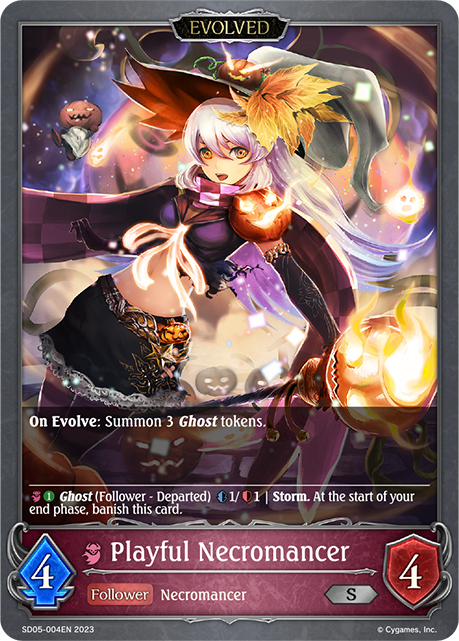 EVOLVED
On Evolve: Summon 3 Ghost tokens.
1 Ghost (Follower - Departed) 1/ 1 | Storm. At the start of your
end phase, banish this card.
Playful Necromancer
4
4
Follower Necromancer
S
SD05-004EN 2023
© Cygames, Inc.